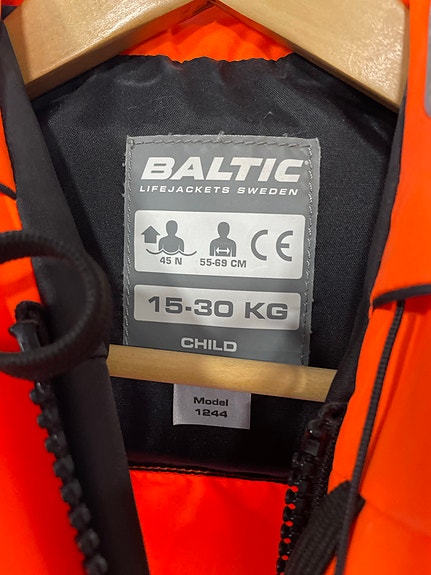 BALTIC®
LIFEJACKETS SWEDEN
45 N 55-69 CM CE
15-30 KG
CHILD
Model
1244